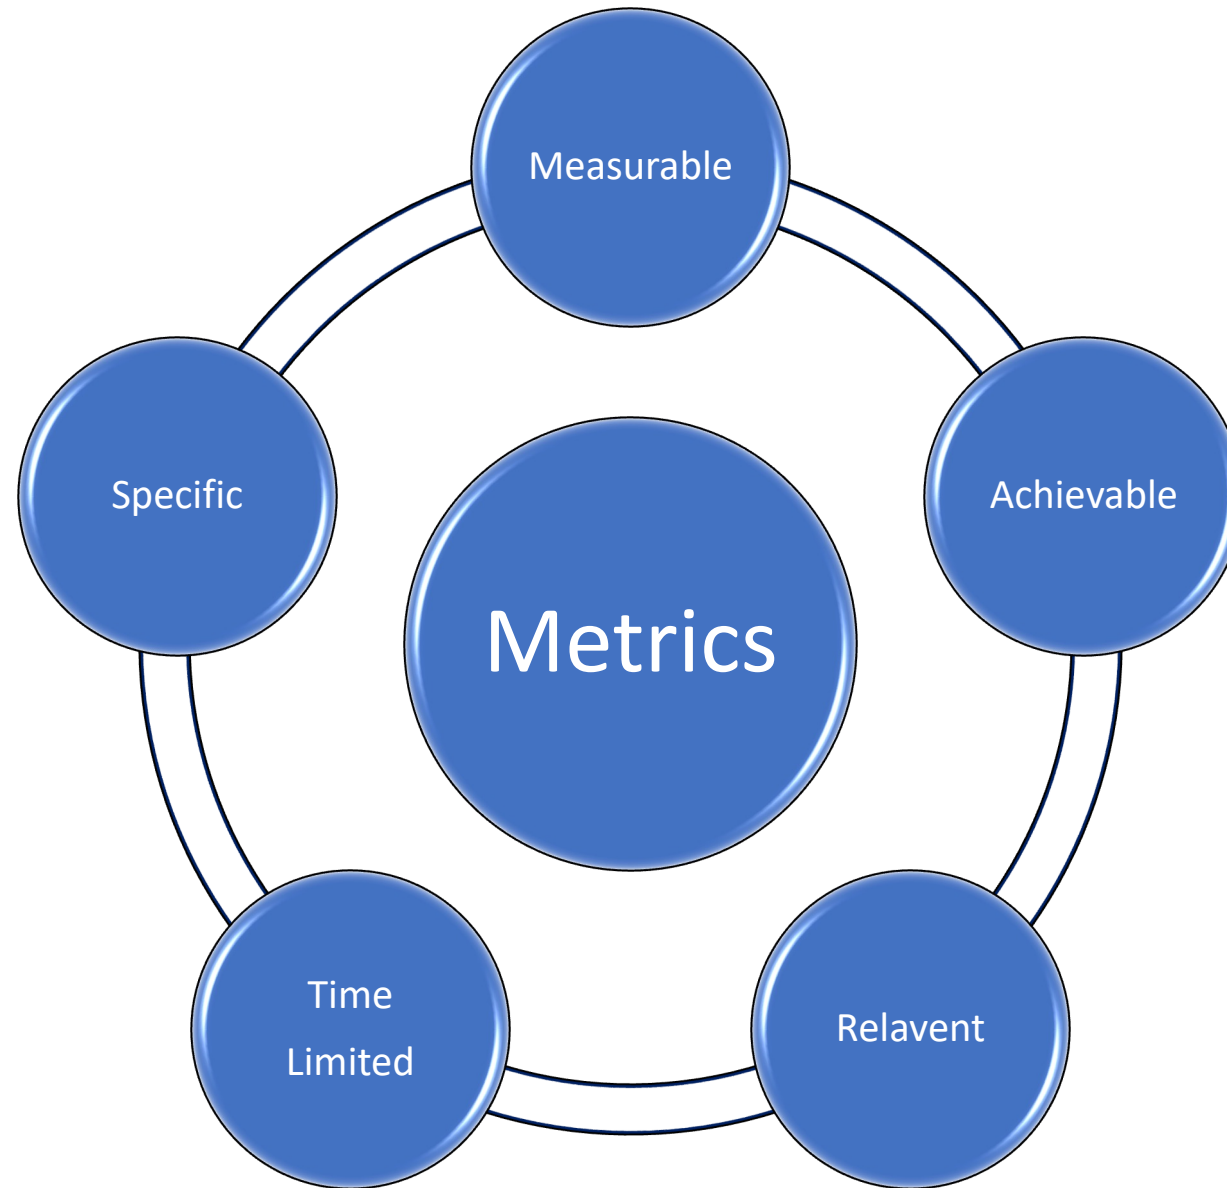 Measurable
Specific
Achievable
Metrics
Time
Limited
Relavent